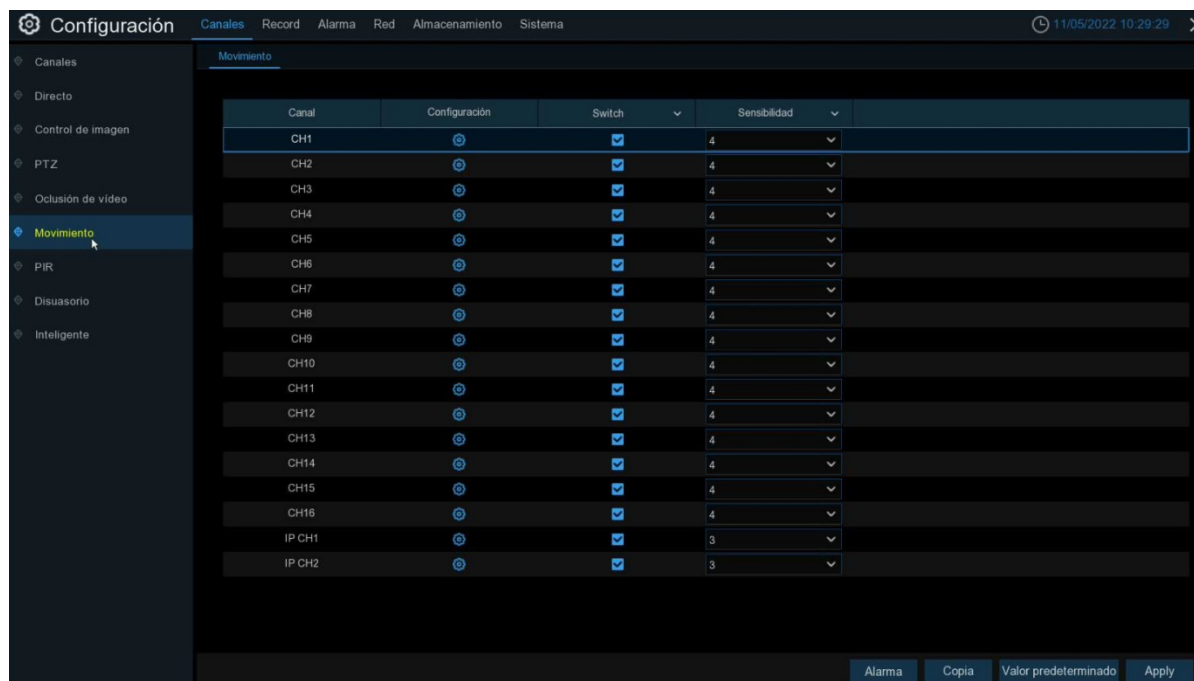 Configuración
Canales Record Alarma Red Almacenamiento Sistema
11/05/2022 10:29:29
Canales
Directo
Control de imagen
PTZ
Oclusión de vídeo
Movimiento
PIR
Disuasorio
Inteligente
Movimiento
Canal Configuración Switch Sensibilidad
CH1 4
CH2 4
CH3 4
CH4 4
CH5 4
CH6 4
CH7 4
CH8 4
CH9 4
CH10 4
CH11 4
CH12 4
CH13 4
CH14 4
CH15 4
CH16 4
IP CH1 3
IP CH2 3
Alarma Copia Valor predeterminado Apply